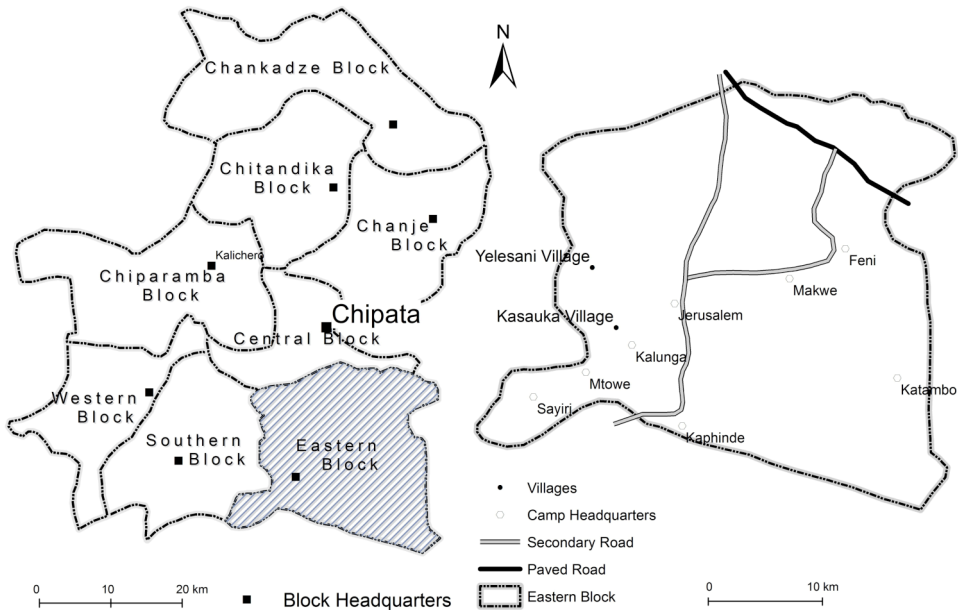 N
Chankadze Block
Chitandika
Block
Chanje
Block
Kalichero
Chiparamba
Block
Chipata
Central Block
Western
Block
Southern
Block
Eastern
Block
0 10 20 km
Block Headquarters
Yelesani Village
Feni
Makwe
Kasauka Village
Jerusalem
Kalunga
Mtowe
Katambo
Sayiri
Kaphinde
Villages
Camp Headquarters
Secondary Road
Paved Road
Eastern Block
0 10 km